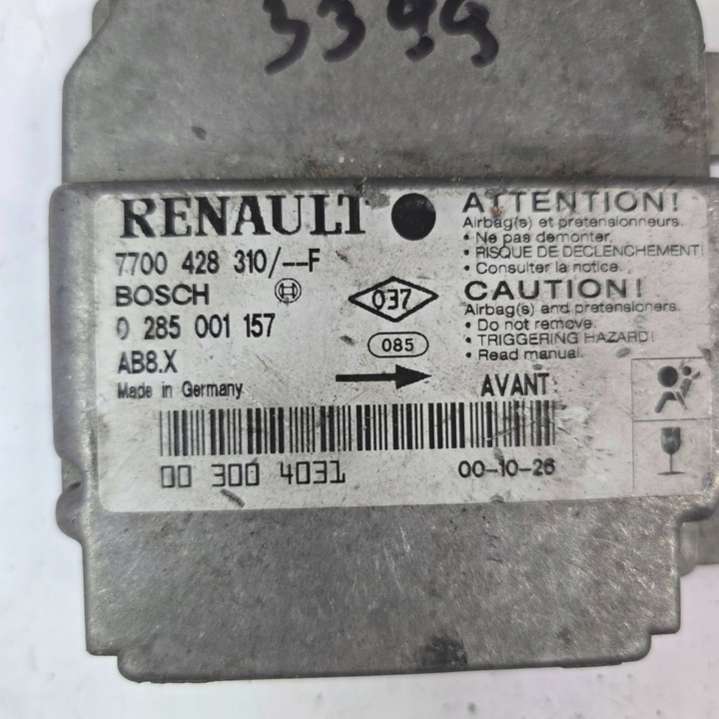 3399
RENAULT
7700 428 310/--F
BOSCH
0 285 001 157
AB8.X
Made in Germany
037
085
ATTENTION!
Airbag(s) et pretensionneurs.
• Ne pas demonter.
• RISQUE DE DECLENCHEMENT!
• Consulter la notice.
CAUTION!
Airbag(s) and pretensioners.
• Do not remove.
• TRIGGERING HAZARD!
• Read manual.
AVANT
00 300 4031
00-10-26